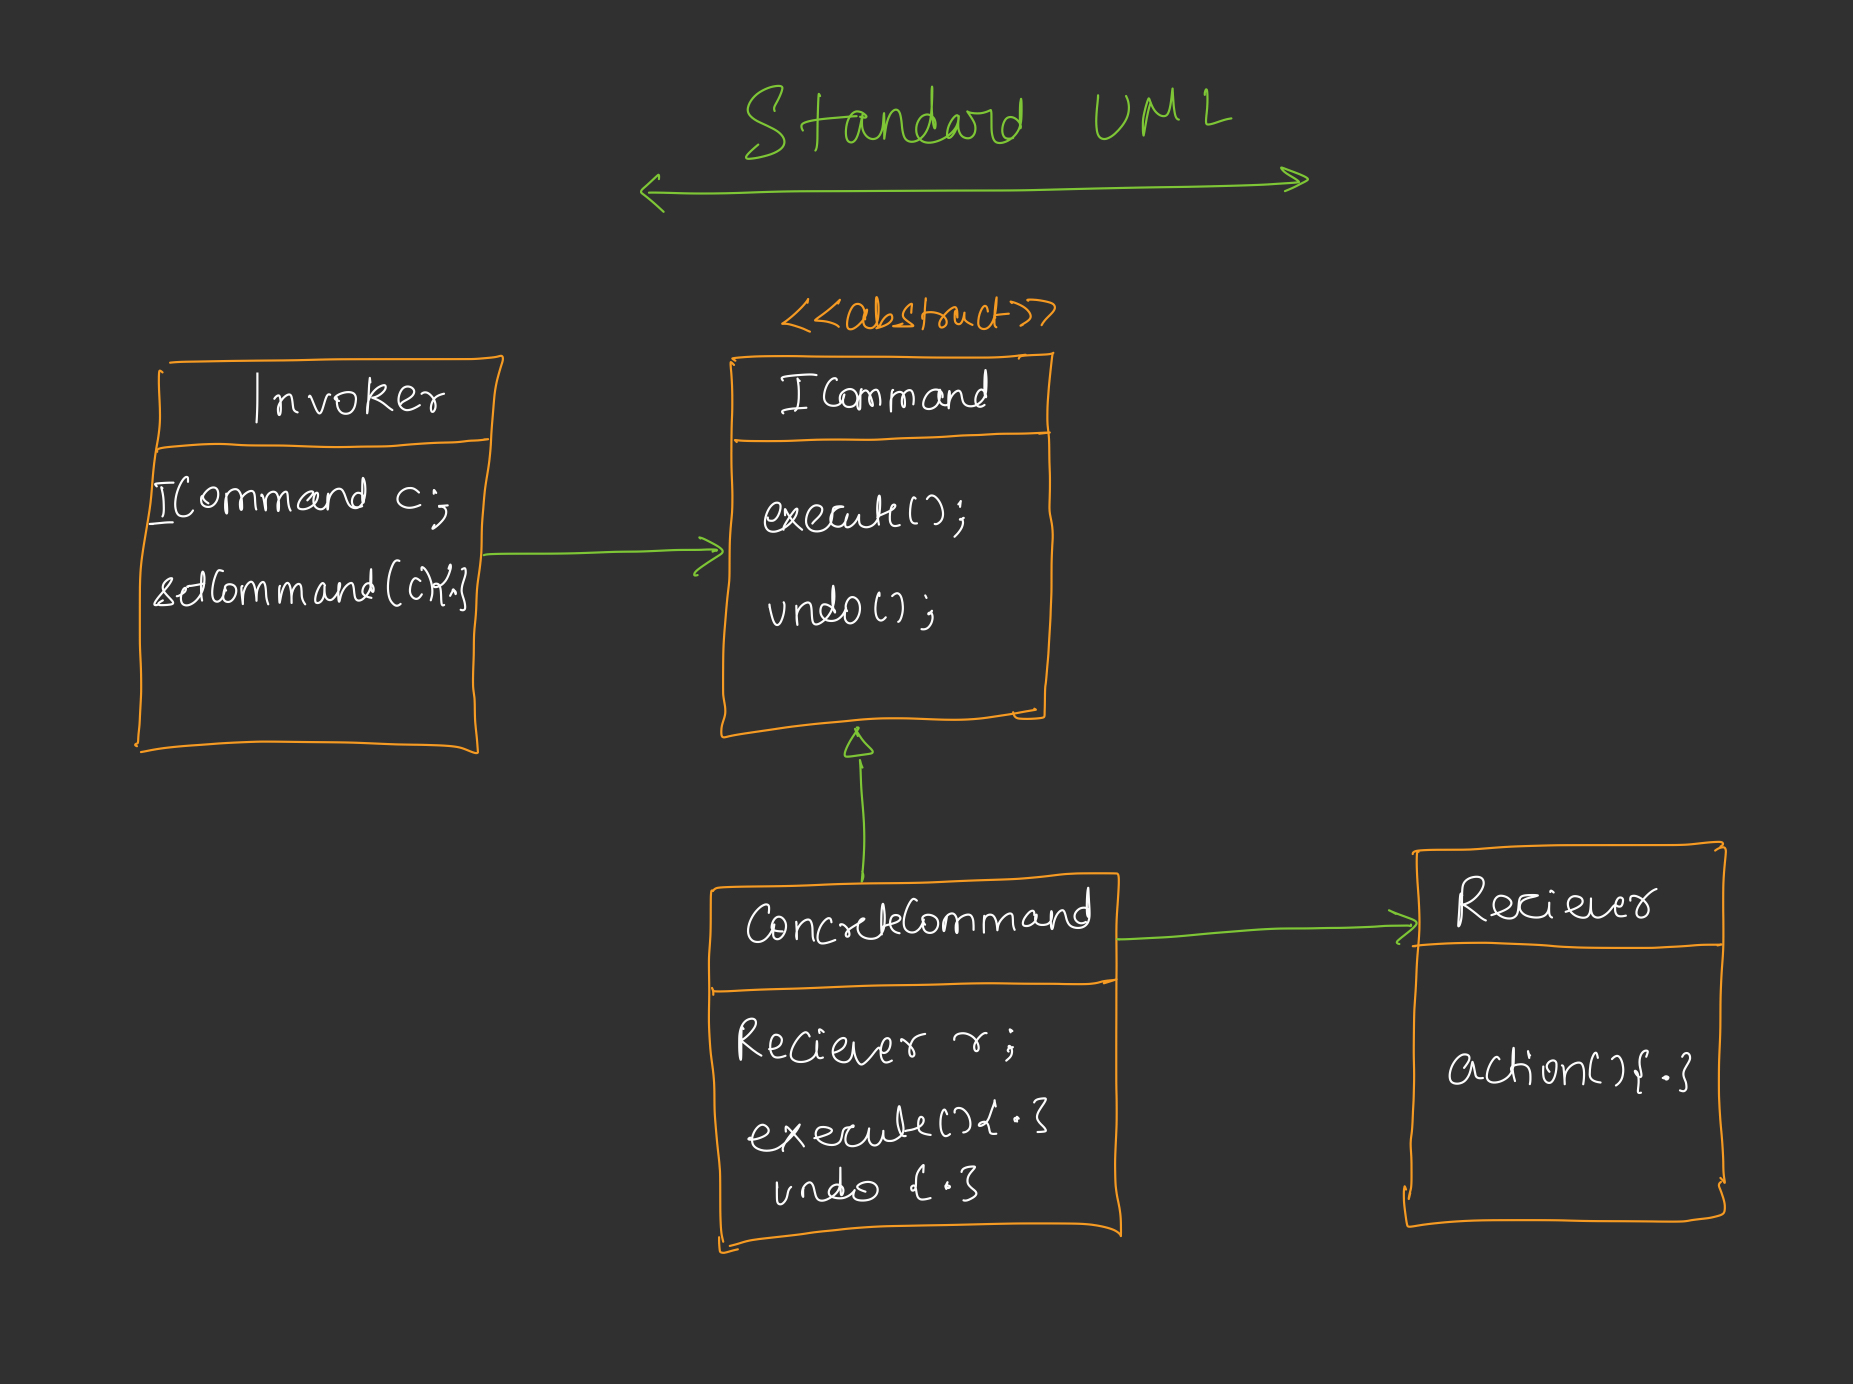 Standard UML
<<abstract>>
Invoker
ICommand c;
setCommand(c){.}
ICommand
execute();
undo();
ConcreteCommand
Reciever r;
execute(){.}
undo {.}
Reciever
action(){.}